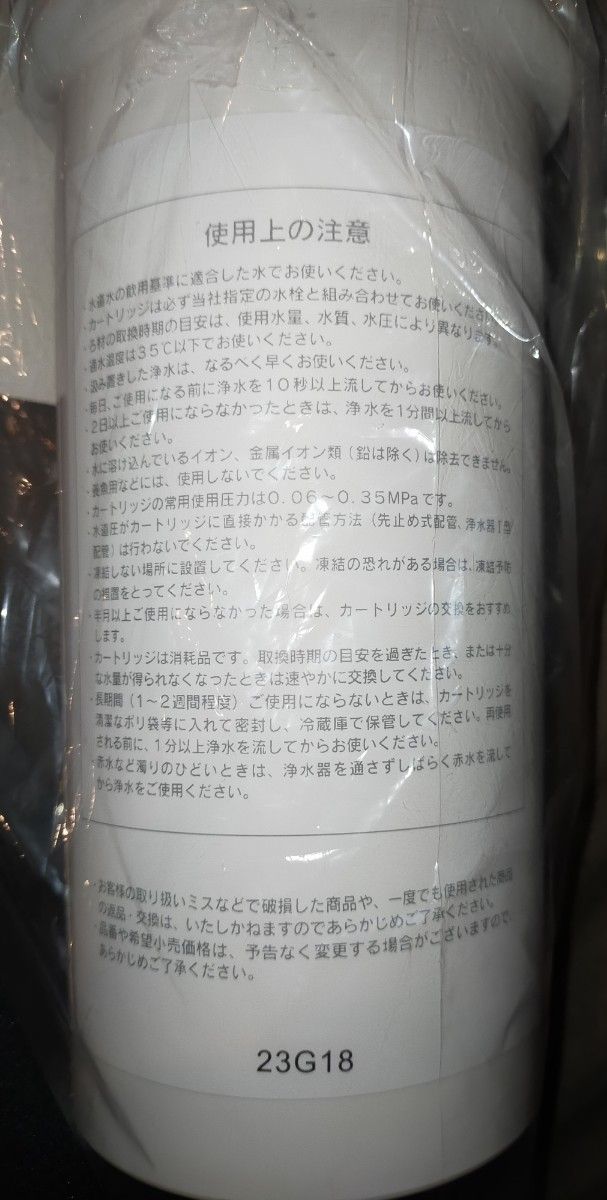 使用上の注意
・水道水の飲用基準に適合した水でお使いください。
・カートリッジは必ず当社指定の水栓と組み合わせてお使いください
・ろ材の取換時期の目安は、使用水量、水質、水圧により異なります。
・通水温度は35℃以下でお使いください。
・汲み置きした浄水は、なるべく早くお使いください。
・毎日、ご使用になる前に浄水を10秒以上流してからお使いください。
・2日以上ご使用にならなかったときは、浄水を1分間以上流してから
お使いください。
・水に溶け込んでいるイオン、金属イオン類(鉛は除く)は除去できません。
・養魚用などには、使用しないでください。
・カートリッジの常用使用圧力は0.06~0.35MPaです。
・水道圧がカートリッジに直接かかる配管方法(先止め式配管、浄水器Ⅰ型
配管)は行わないでください。
・凍結しない場所に設置してください。凍結の恐れがある場合は、凍結予防
の措置をとってください。
・半月以上ご使用にならなかった場合は、カートリッジの交換をおすすめ
します。
・カートリッジは消耗品です。取換時期の目安を過ぎたとき、または十分
な水量が得られなくなったときは速やかに交換してください。
・長期間(1~2週間程度)ご使用にならないときは、カートリッジを
清潔なポリ袋等に入れて密封し、冷蔵庫で保管してください。再使用
される前に、1分以上浄水を流してからお使いください。
・赤水など濁りのひどいときは、浄水器を通さずしばらく赤水を流して
から浄水をご使用ください。
・お客様の取り扱いミスなどで破損した商品や、一度でも使用された商品
の返品・交換は、いたしかねますのであらかじめご了承ください。
・品番や希望小売価格は、予告なく変更する場合がございますので、
あらかじめご了承ください。
23G18